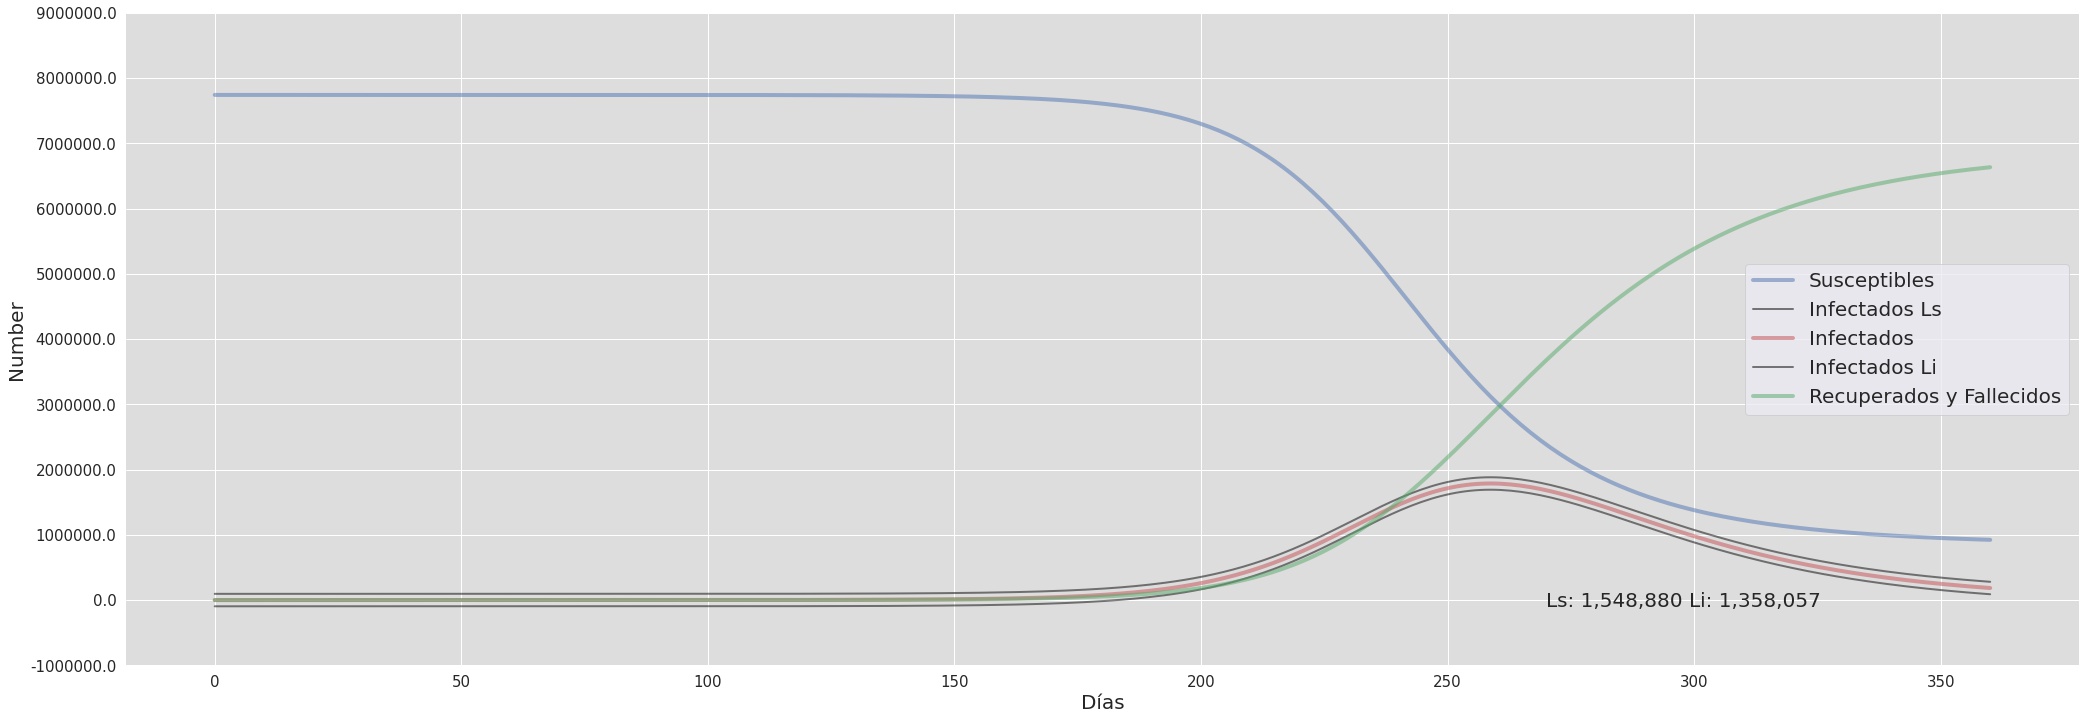 9000000.0
8000000.0
7000000.0
6000000.0
5000000.0
4000000.0
3000000.0
2000000.0
1000000.0
0.0
-1000000.0
Number
Susceptibles
Infectados Ls
Infectados
Infectados Li
Recuperados y Fallecidos
Ls: 1,548,880 Li: 1,358,057
0 50 100 150 200 250 300 350
Días